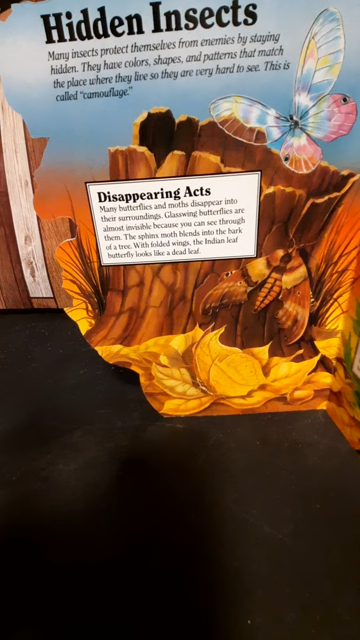 Hidden Insects
Many insects protect themselves from enemies by staying
hidden. They have colors, shapes, and patterns that match
the place where they live so they are very hard to see. This is
called "camouflage."
Disappearing Acts
Many butterflies and moths disappear into
their surroundings. Glasswing butterflies are
almost invisible because you can see through
them. The sphinx moth blends into the bark
of a tree. With folded wings, the Indian leaf
butterfly looks like a dead leaf.